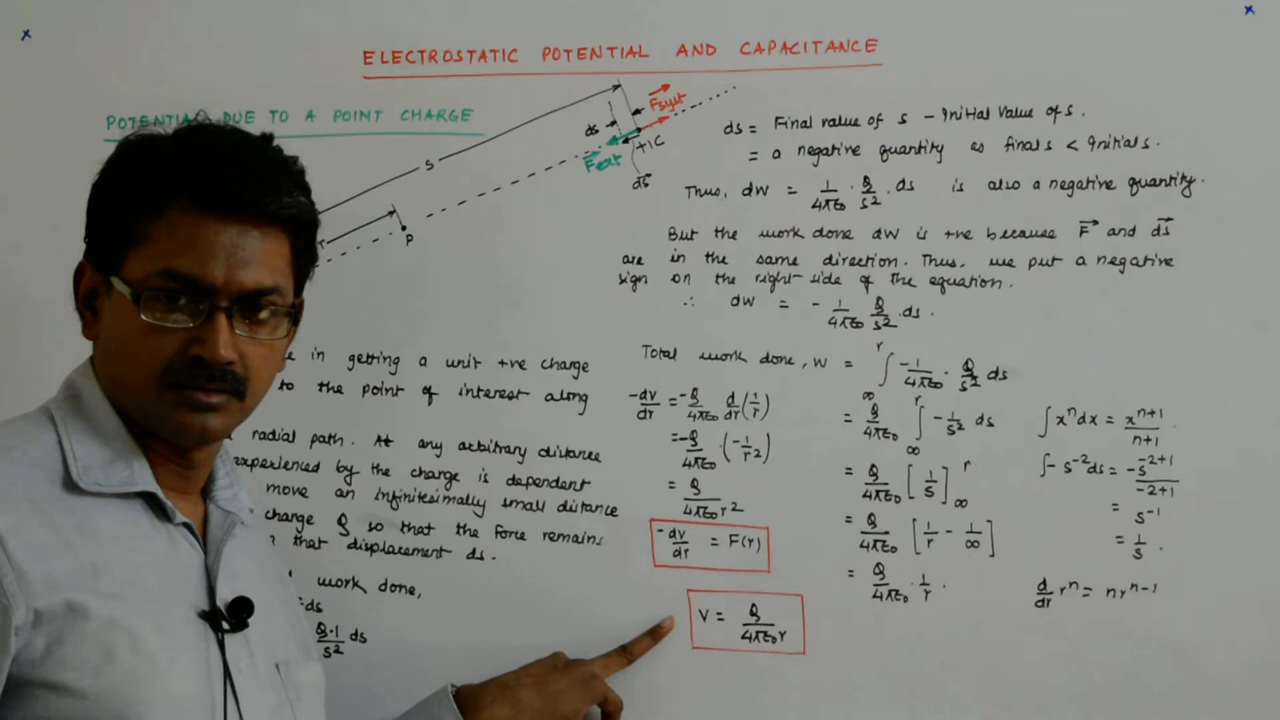 ELECTROSTATIC POTENTIAL AND CAPACITANCE
POTENTIAL DUE TO A POINT CHARGE
ds
S
Fsyst
+1C
Fext
ds
r
P
ds = Final value of s - Initial value of s.
= a negative quantity as final s < initial s.
Thus, dW = 1/4πε0 · Q/s² · ds is also a negative quantity.
But the work done dW is +ve because F and ds
are in the same direction. Thus, we put a negative
sign on the right side of the equation.
∴ dW = - 1/4πε0 Q/s² · ds.
in getting a unit +ve charge
to the point of interest along
radial path. At any arbitrary distance
experienced by the charge is dependent
move an infinitesimally small distance
charge Q so that the force remains
that displacement ds.
work done,
ds
Q·1/s² ds
-dv/dr = -Q/4πε0 d/dr(1/r)
= -Q/4πε0 · (-1/r²)
= Q/4πε0r²
-dv/dr = F(r)
V = Q/4πε0r
Total work done, W = ∫∞^r -1/4πε0 · Q/s² ds
= Q/4πε0 ∫∞^r -1/s² ds
= Q/4πε0 [1/s]∞^r
= Q/4πε0 [1/r - 1/∞]
= Q/4πε0 · 1/r.
∫x^n dx = x^n+1/n+1
∫-s^-2 ds = -s^-2+1/-2+1
= s^-1
= 1/s.
d/dr r^n = nr^n-1